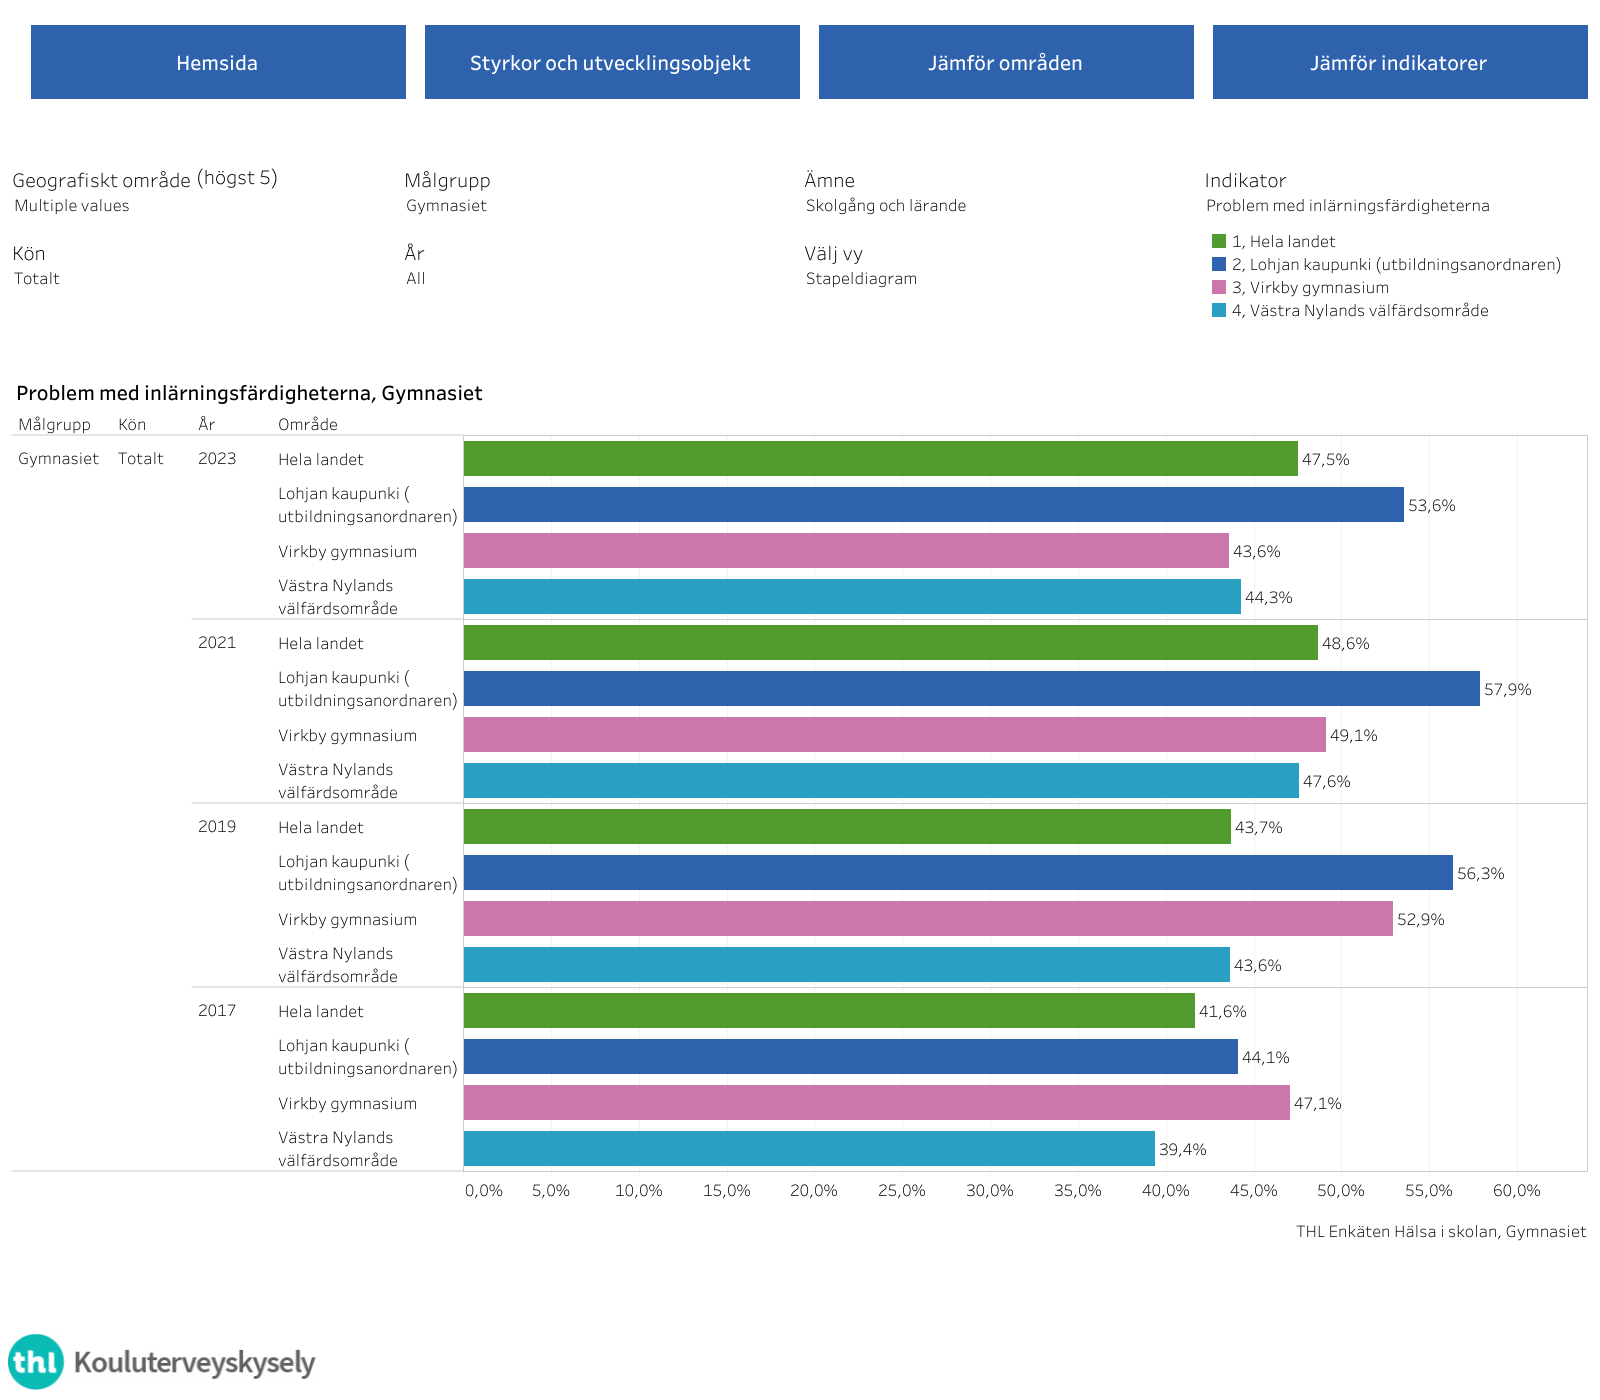 Hemsida
Styrkor och utvecklingsobjekt
Jämför områden
Jämför indikatorer
Geografiskt område (högst 5)
Multiple values
Målgrupp
Gymnasiet
Ämne
Skolgång och lärande
Indikator
Problem med inlärningsfärdigheterna
Kön
Totalt
År
All
Välj vy
Stapeldiagram
1, Hela landet
2, Lohjan kaupunki (utbildningsanordnaren)
3, Virkby gymnasium
4, Västra Nylands välfärdsområde
Problem med inlärningsfärdigheterna, Gymnasiet
Målgrupp Kön År Område
Gymnasiet Totalt 2023 Hela landet 47,5%
Lohjan kaupunki (
utbildningsanordnaren) 53,6%
Virkby gymnasium 43,6%
Västra Nylands
välfärdsområde 44,3%
2021 Hela landet 48,6%
Lohjan kaupunki (
utbildningsanordnaren) 57,9%
Virkby gymnasium 49,1%
Västra Nylands
välfärdsområde 47,6%
2019 Hela landet 43,7%
Lohjan kaupunki (
utbildningsanordnaren) 56,3%
Virkby gymnasium 52,9%
Västra Nylands
välfärdsområde 43,6%
2017 Hela landet 41,6%
Lohjan kaupunki (
utbildningsanordnaren) 44,1%
Virkby gymnasium 47,1%
Västra Nylands
välfärdsområde 39,4%
0,0% 5,0% 10,0% 15,0% 20,0% 25,0% 30,0% 35,0% 40,0% 45,0% 50,0% 55,0% 60,0%
THL Enkäten Hälsa i skolan, Gymnasiet
thl Kouluterveyskysely